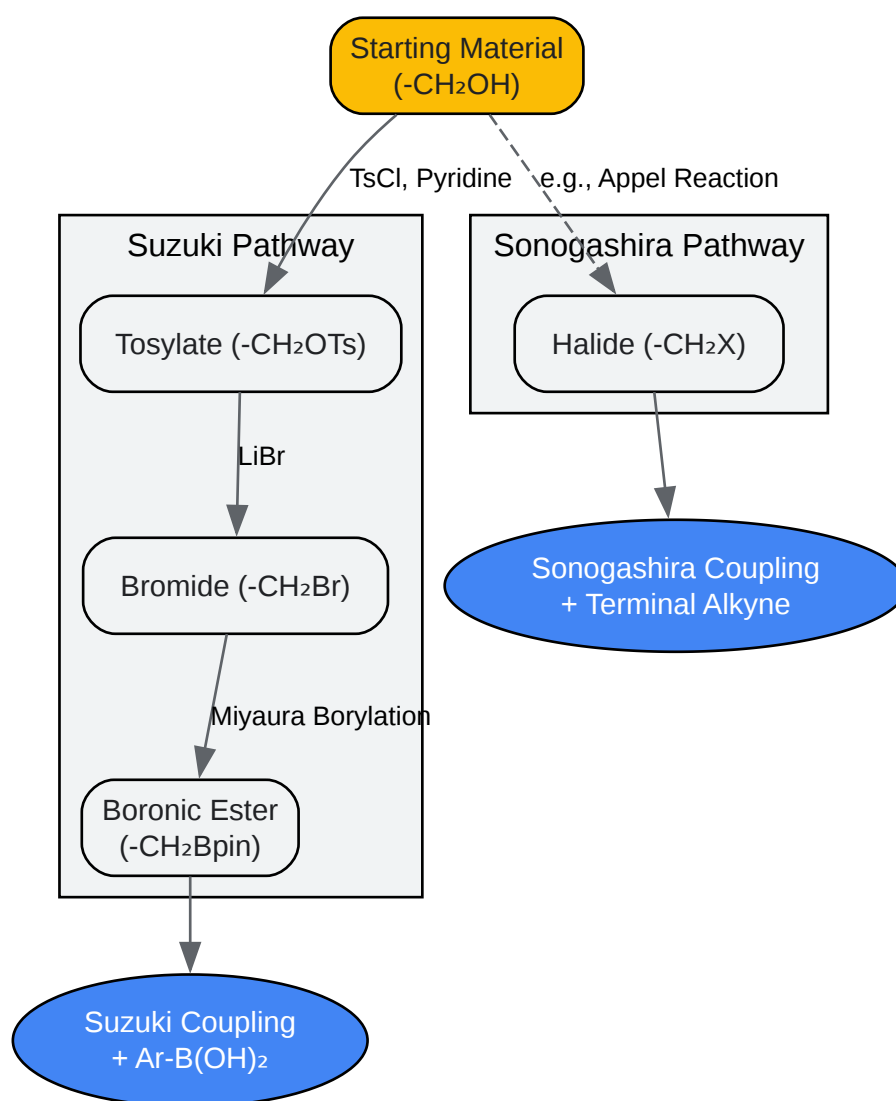 Starting Material
(-CH₂OH)
TsCl, Pyridine
e.g., Appel Reaction
Suzuki Pathway
Sonogashira Pathway
Tosylate (-CH₂OTs)
Halide (-CH₂X)
LiBr
Bromide (-CH₂Br)
Sonogashira Coupling
+ Terminal Alkyne
Miyaura Borylation
Boronic Ester
(-CH₂Bpin)
Suzuki Coupling
+ Ar-B(OH)₂